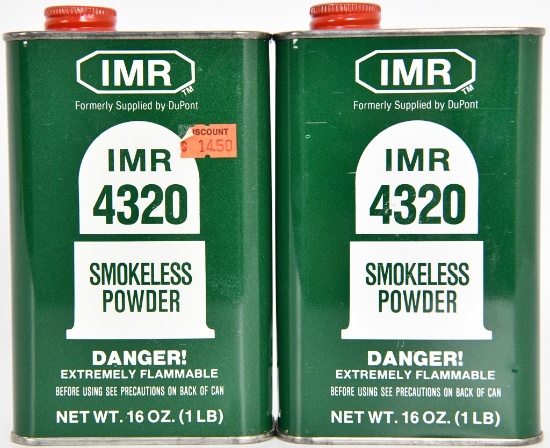 IMR
TM
Formerly Supplied by DuPont
ISCOUNT
$ 14.50
IMR
4320
SMOKELESS
POWDER
DANGER!
EXTREMELY FLAMMABLE
BEFORE USING SEE PRECAUTIONS ON BACK OF CAN
NET WT. 16 OZ. (1 LB)
IMR
TM
Formerly Supplied by DuPont
IMR
4320
SMOKELESS
POWDER
DANGER!
EXTREMELY FLAMMABLE
BEFORE USING SEE PRECAUTIONS ON BACK OF CAN
NET WT. 16 OZ. (1 LB)